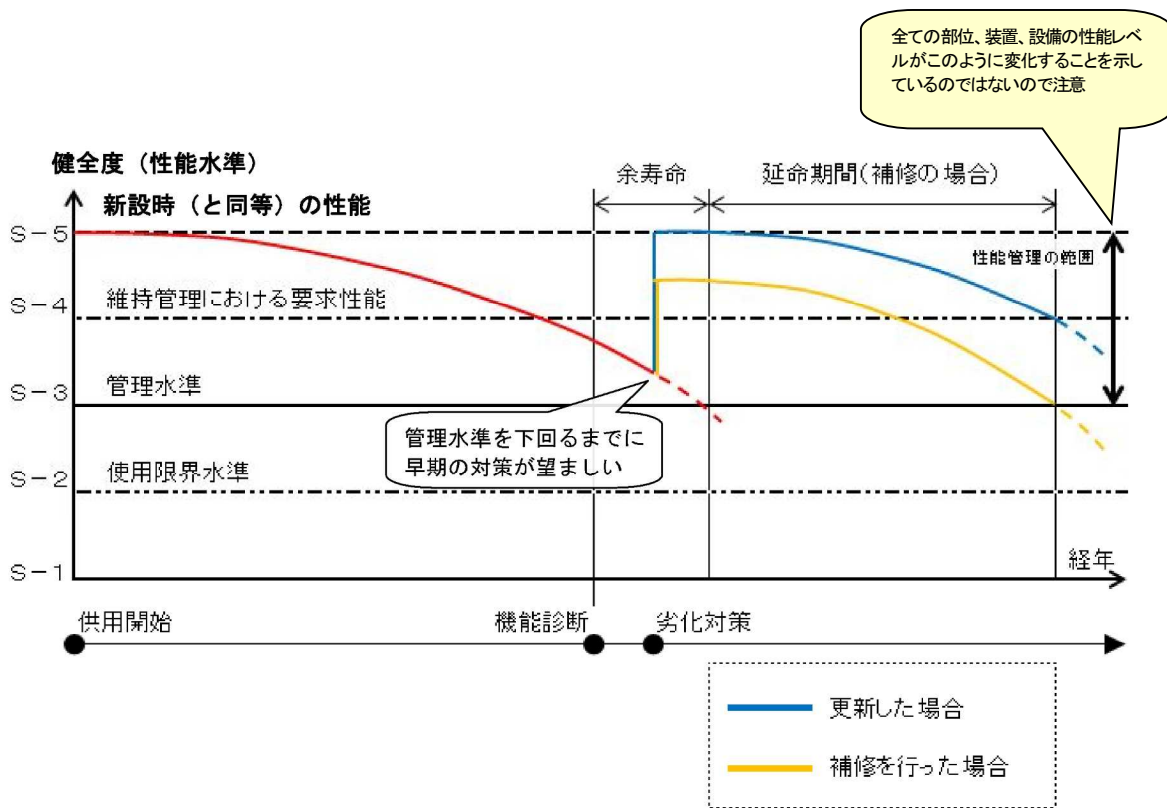 全ての部位、装置、設備の性能レベ
ルがこのように変化することを示し
ているのではないので注意
健全度（性能水準）
新設時（と同等）の性能
余寿命
延命期間(補修の場合)
S－5
性能管理の範囲
S－4
維持管理における要求性能
S－3
管理水準
管理水準を下回るまでに
早期の対策が望ましい
S－2
使用限界水準
S－1
経年
供用開始
機能診断
劣化対策
更新した場合
補修を行った場合